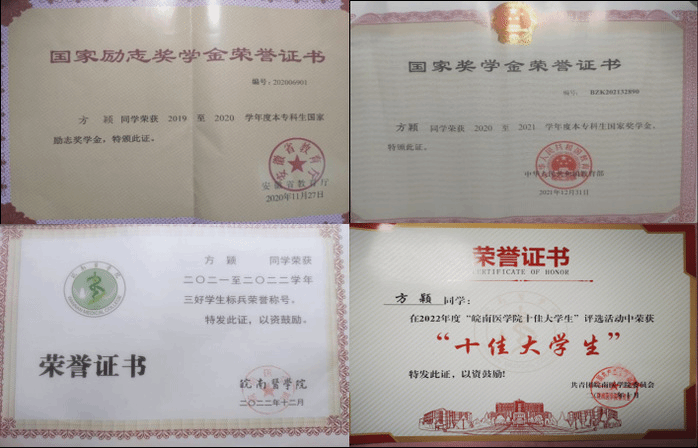 国家励志奖学金荣誉证书
编号:202006901
方 颖 同学荣获 2019 至 2020 学年度本专科生国家
励志奖学金,特颁此证。
安徽省教育厅
2020年11月27日
国家奖学金荣誉证书
编号: BZK202132890
方颖 同学荣获 2020 至 2021 学年度本专科生国家奖学金,
特颁此证。
中华人民共和国教育部
2021年12月31日
方 颖 同学荣获
二〇二一至二〇二二学年
三好学生标兵荣誉称号。
特发此证,以资鼓励。
荣誉证书
皖南医学院
二〇二二年十二月
荣誉证书
CERTIFICATE OF HONOR
方 颖 同学:
在2022年度“皖南医学院十佳大学生”评选活动中荣获
“十佳大学生”
特发此证,以资鼓励!
共青团皖南医学院委员会